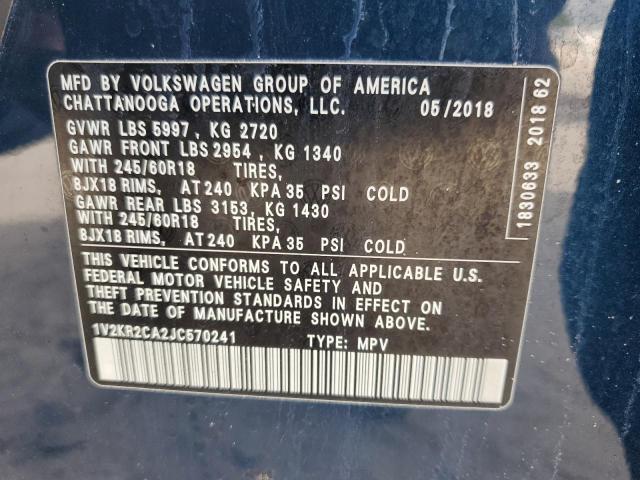 MFD BY VOLKSWAGEN GROUP OF AMERICA
CHATTANOOGA OPERATIONS, LLC. 05/2018
GVWR LBS 5997, KG 2720
GAWR FRONT LBS 2954, KG 1340
WITH 245/60R18 TIRES,
8JX18 RIMS, AT 240 KPA 35 PSI COLD
GAWR REAR LBS 3153, KG 1430
WITH 245/60R18 TIRES,
8JX18 RIMS, AT 240 KPA 35 PSI COLD
THIS VEHICLE CONFORMS TO ALL APPLICABLE U.S.
FEDERAL MOTOR VEHICLE SAFETY AND
THEFT PREVENTION STANDARDS IN EFFECT ON
THE DATE OF MANUFACTURE SHOWN ABOVE.
1V2KR2CA2JC570241 TYPE: MPV
1830633 2018 62